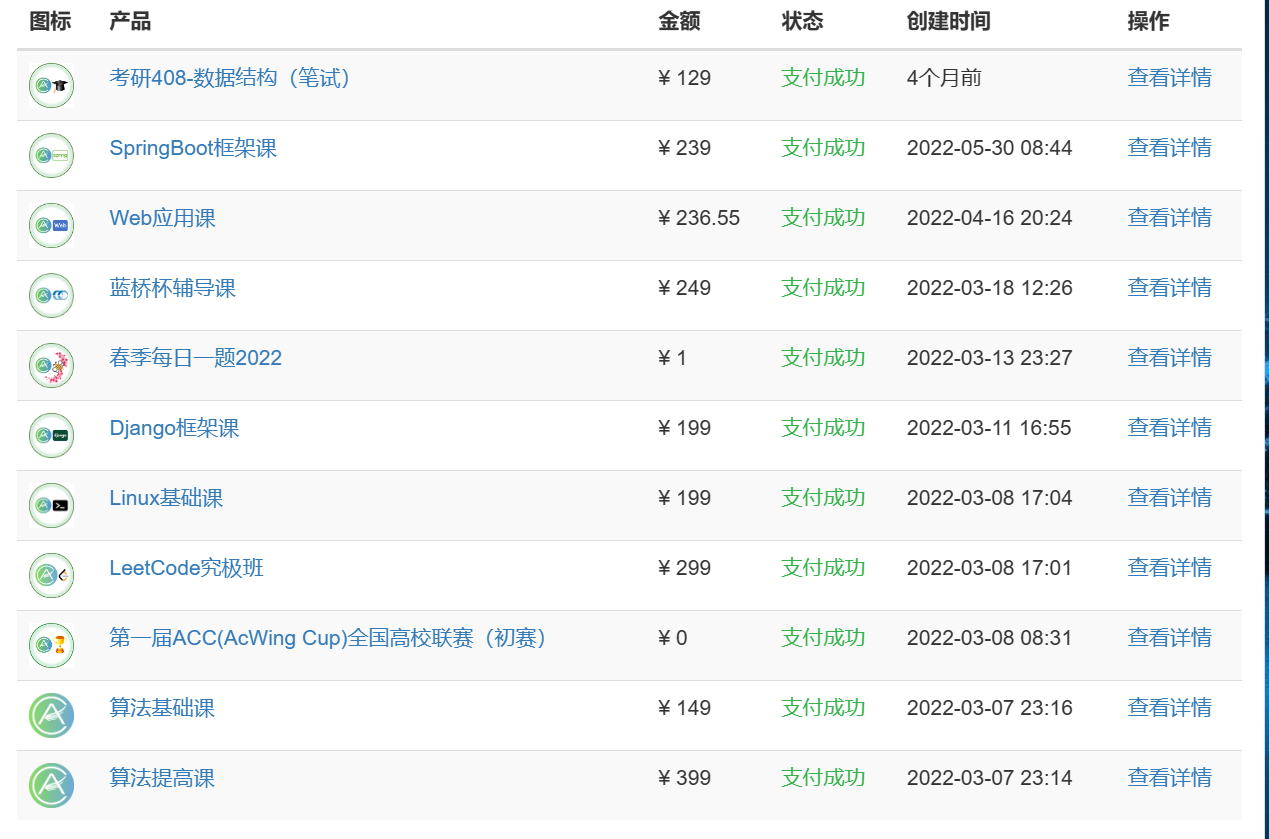 图标 产品 金额 状态 创建时间 操作
考研408-数据结构（笔试） ¥ 129 支付成功 4个月前 查看详情
SpringBoot框架课 ¥ 239 支付成功 2022-05-30 08:44 查看详情
Web应用课 ¥ 236.55 支付成功 2022-04-16 20:24 查看详情
蓝桥杯辅导课 ¥ 249 支付成功 2022-03-18 12:26 查看详情
春季每日一题2022 ¥ 1 支付成功 2022-03-13 23:27 查看详情
Django框架课 ¥ 199 支付成功 2022-03-11 16:55 查看详情
Linux基础课 ¥ 199 支付成功 2022-03-08 17:04 查看详情
LeetCode究极班 ¥ 299 支付成功 2022-03-08 17:01 查看详情
第一届ACC(AcWing Cup)全国高校联赛（初赛） ¥ 0 支付成功 2022-03-08 08:31 查看详情
算法基础课 ¥ 149 支付成功 2022-03-07 23:16 查看详情
算法提高课 ¥ 399 支付成功 2022-03-07 23:14 查看详情